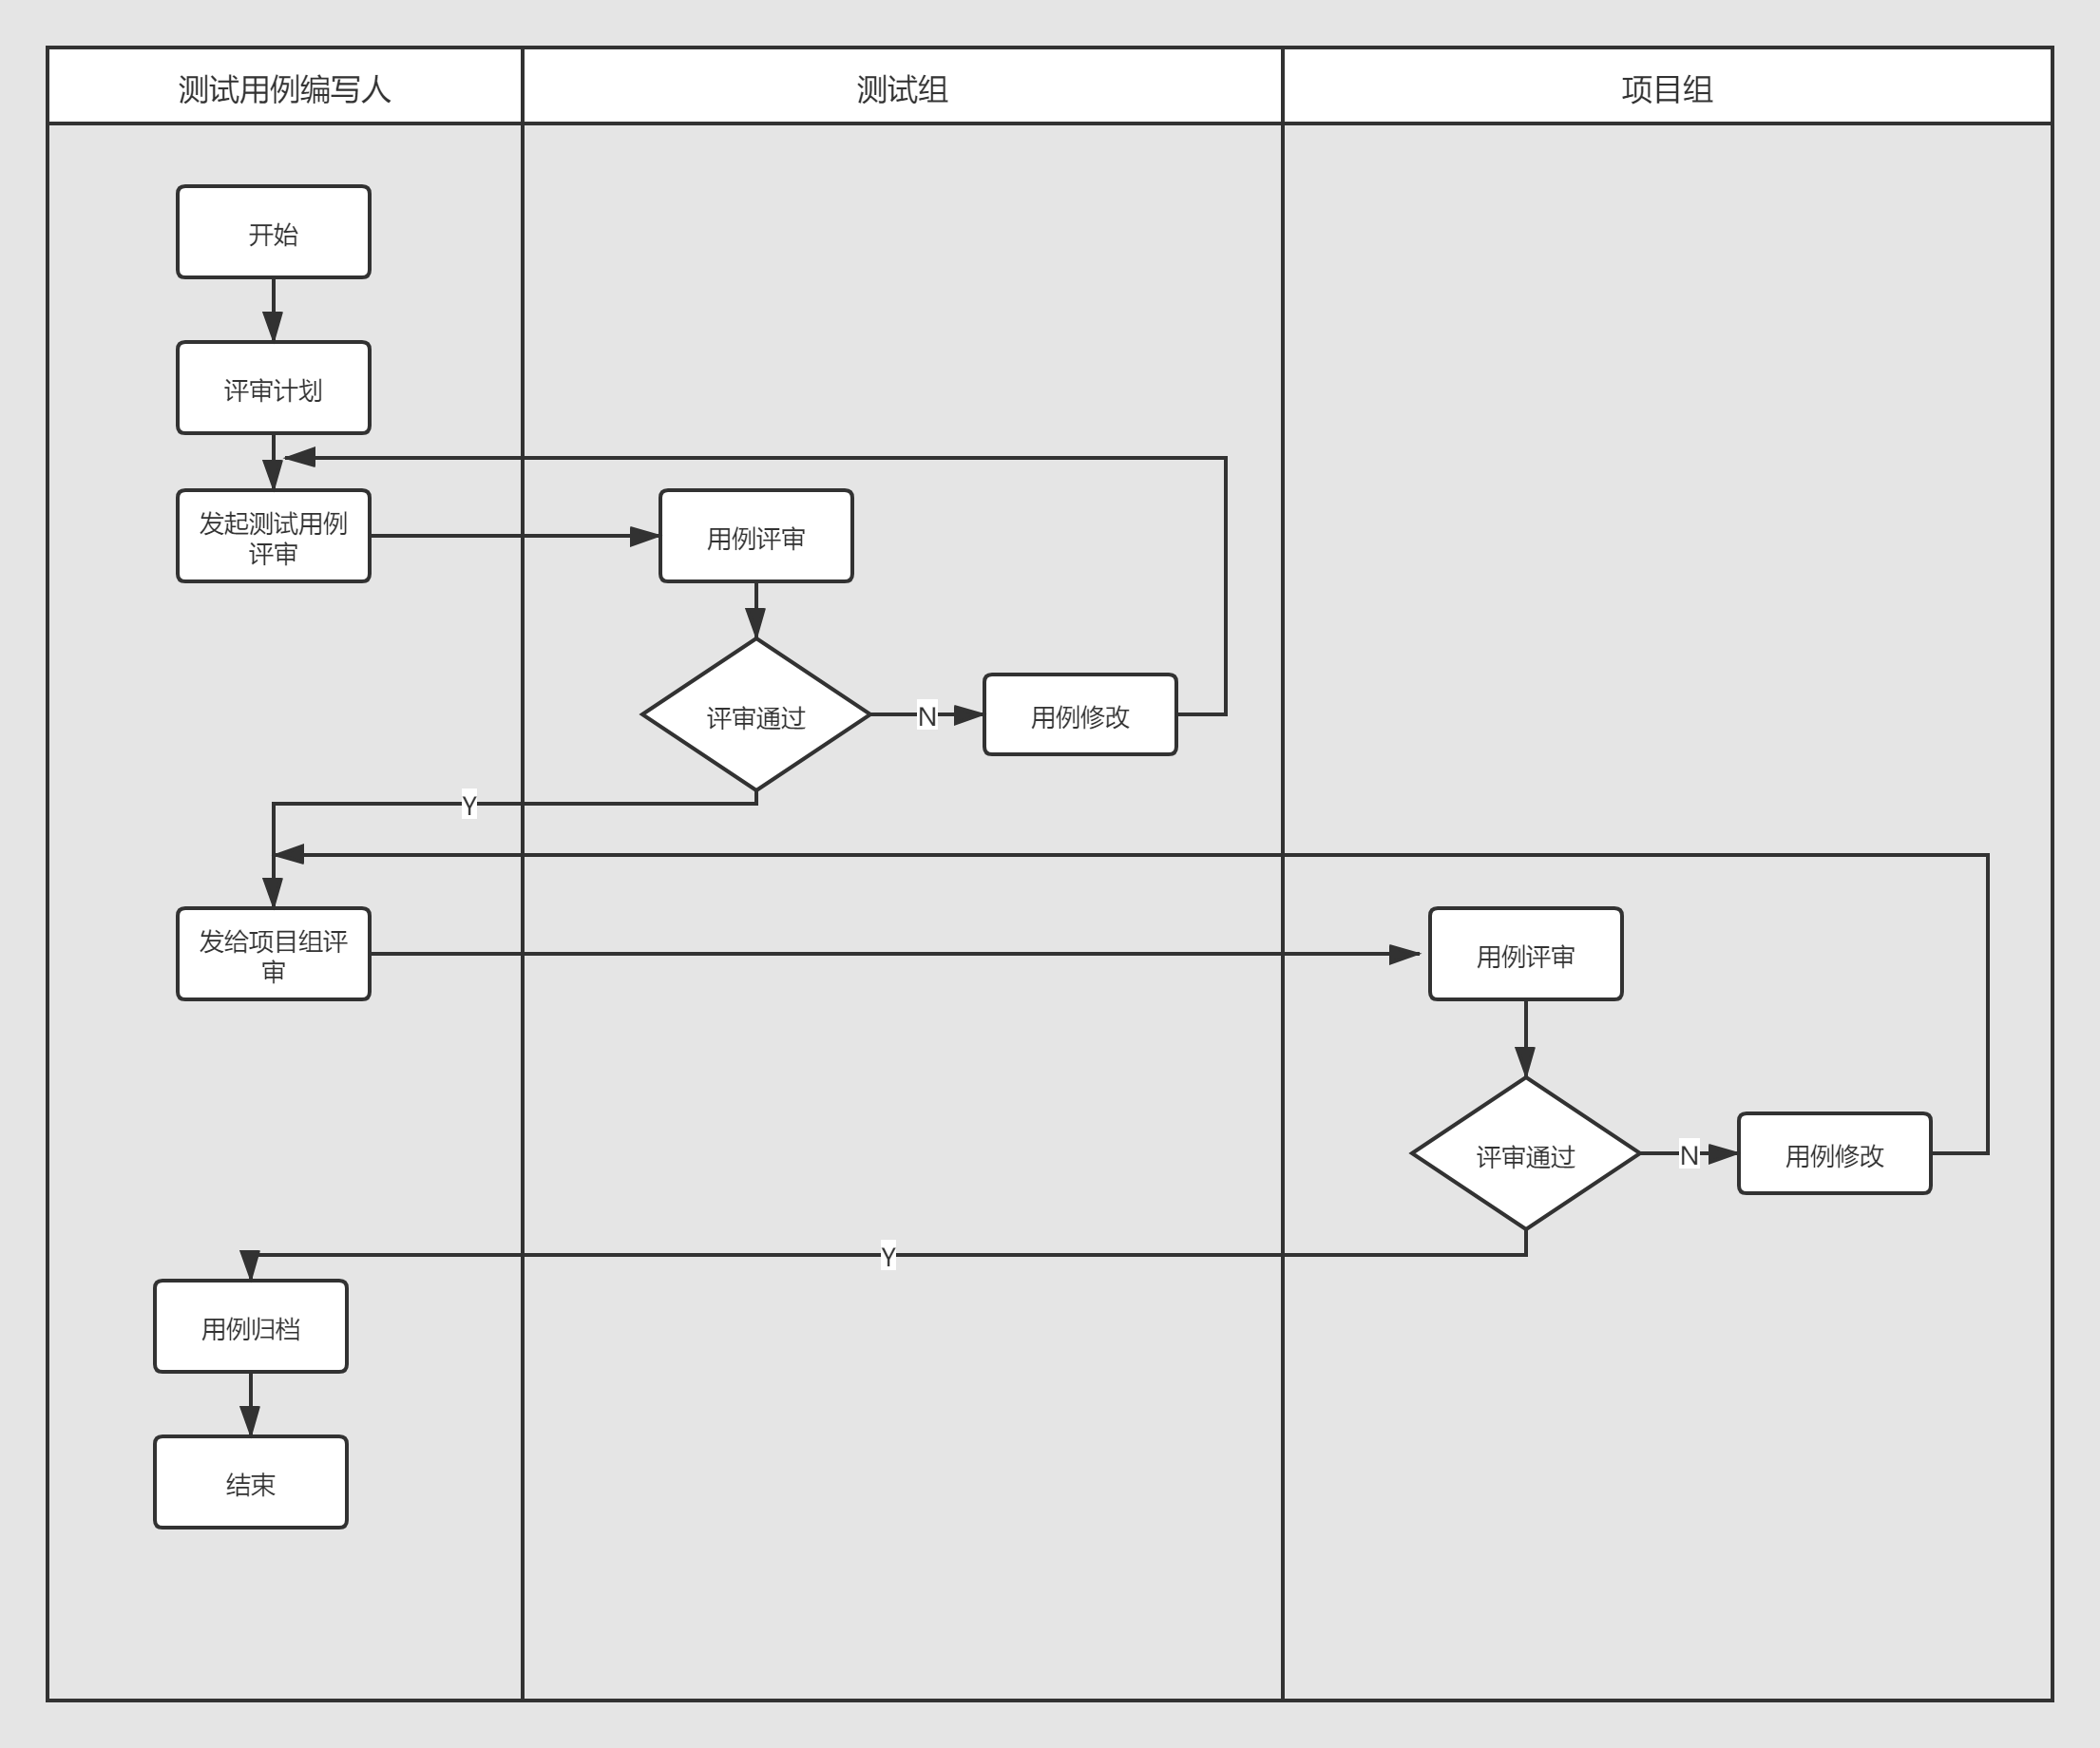 测试用例编写人
测试组
项目组
开始
评审计划
发起测试用例
评审
用例评审
评审通过
N
用例修改
Y
发给项目组评
审
用例评审
评审通过
N
用例修改
Y
用例归档
结束